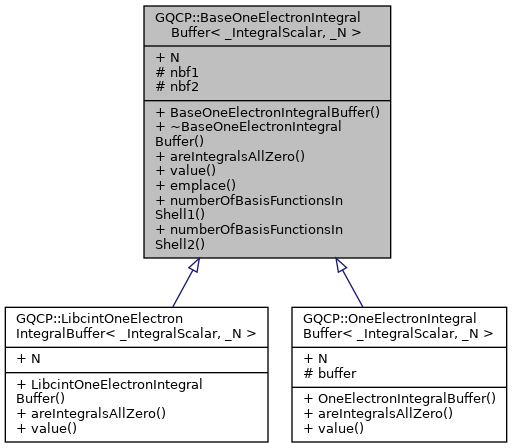 GQCP::BaseOneElectronIntegral
Buffer< _IntegralScalar, _N >
+ N
# nbf1
# nbf2
+ BaseOneElectronIntegralBuffer()
+ ~BaseOneElectronIntegral
Buffer()
+ areIntegralsAllZero()
+ value()
+ emplace()
+ numberOfBasisFunctionsIn
Shell1()
+ numberOfBasisFunctionsIn
Shell2()
GQCP::LibcintOneElectron
IntegralBuffer< _IntegralScalar, _N >
+ N
+ LibcintOneElectronIntegral
Buffer()
+ areIntegralsAllZero()
+ value()
GQCP::OneElectronIntegral
Buffer< _IntegralScalar, _N >
+ N
# buffer
+ OneElectronIntegralBuffer()
+ areIntegralsAllZero()
+ value()